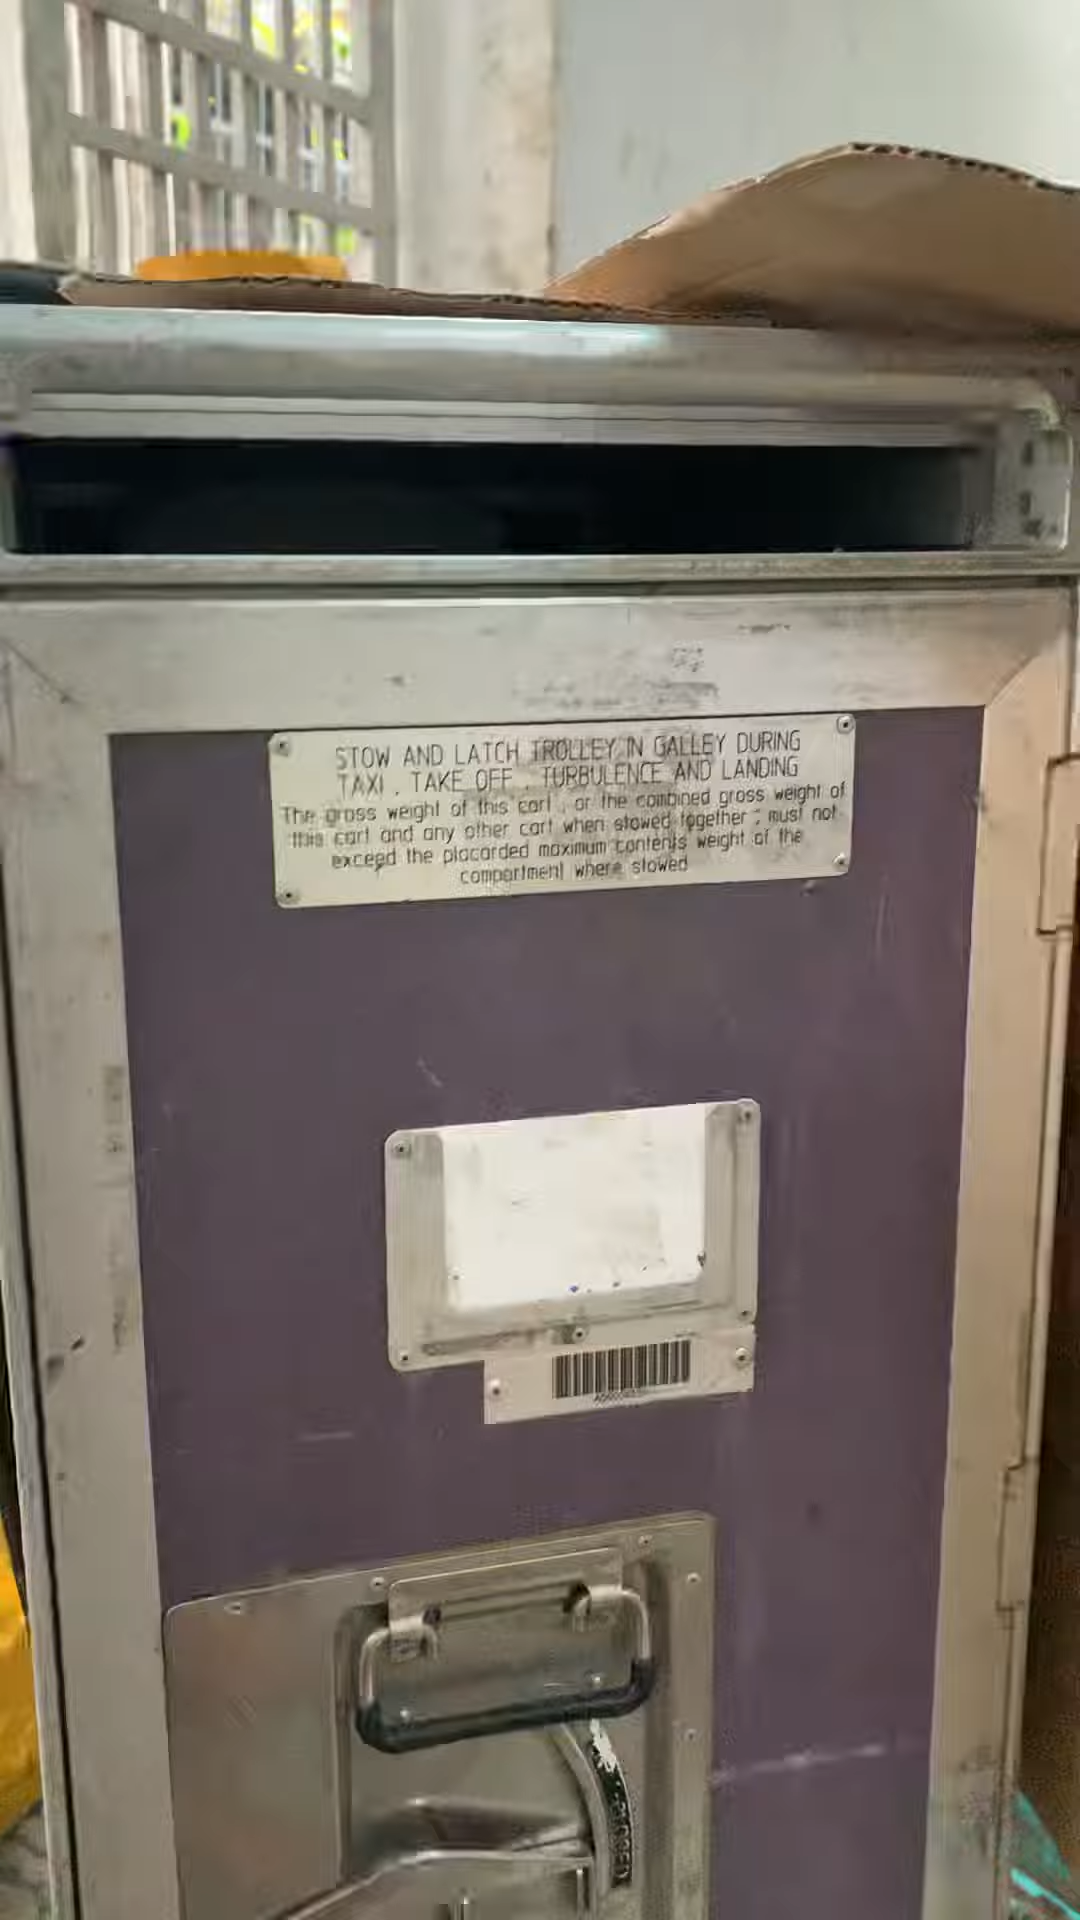 STOW AND LATCH TROLLEY IN GALLEY DURING
TAXI , TAKE OFF , TURBULENCE AND LANDING
The gross weight of this cart , or the combined gross weight of
this cart and any other cart when stowed together ; must not
exceed the placarded maximum contents weight of the
compartment where stowed